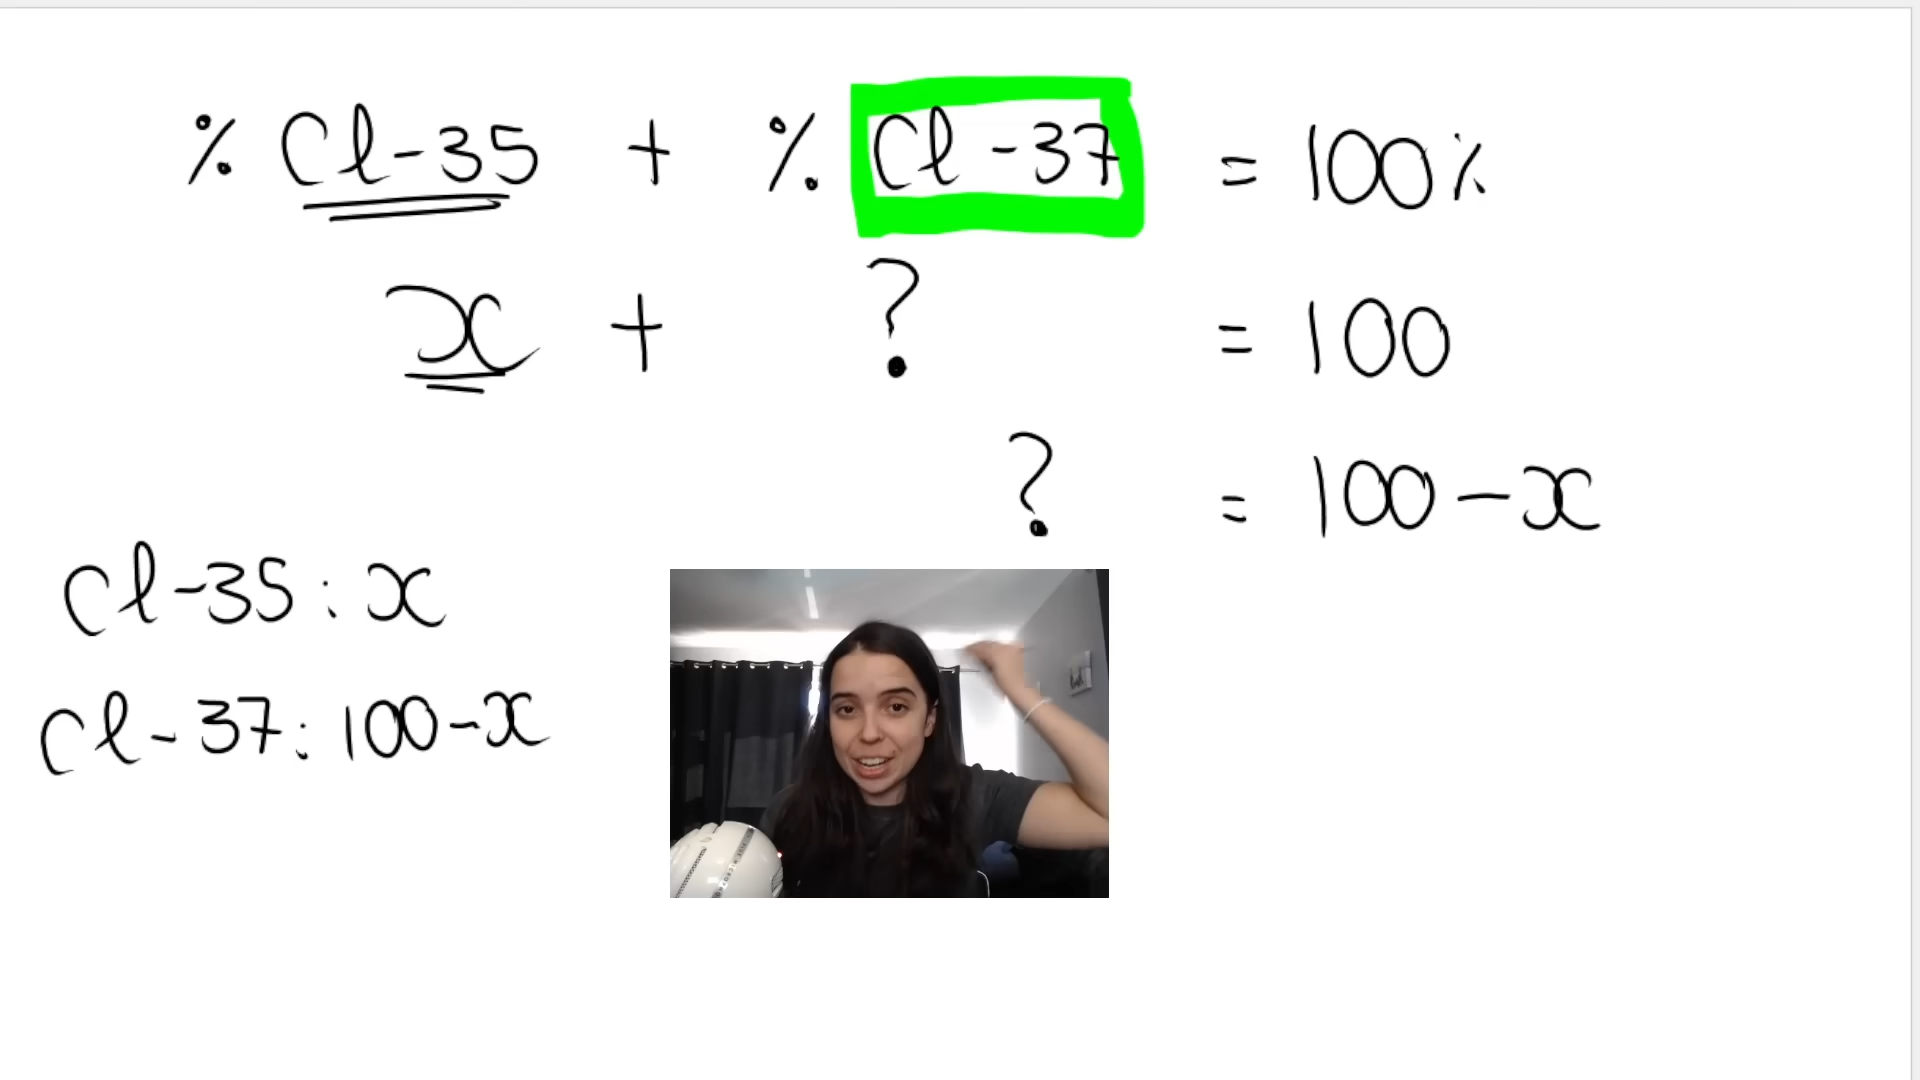 % Cl-35 + % Cl-37 = 100%
x + ? = 100
? = 100-x
Cl-35: x
Cl-37: 100-x